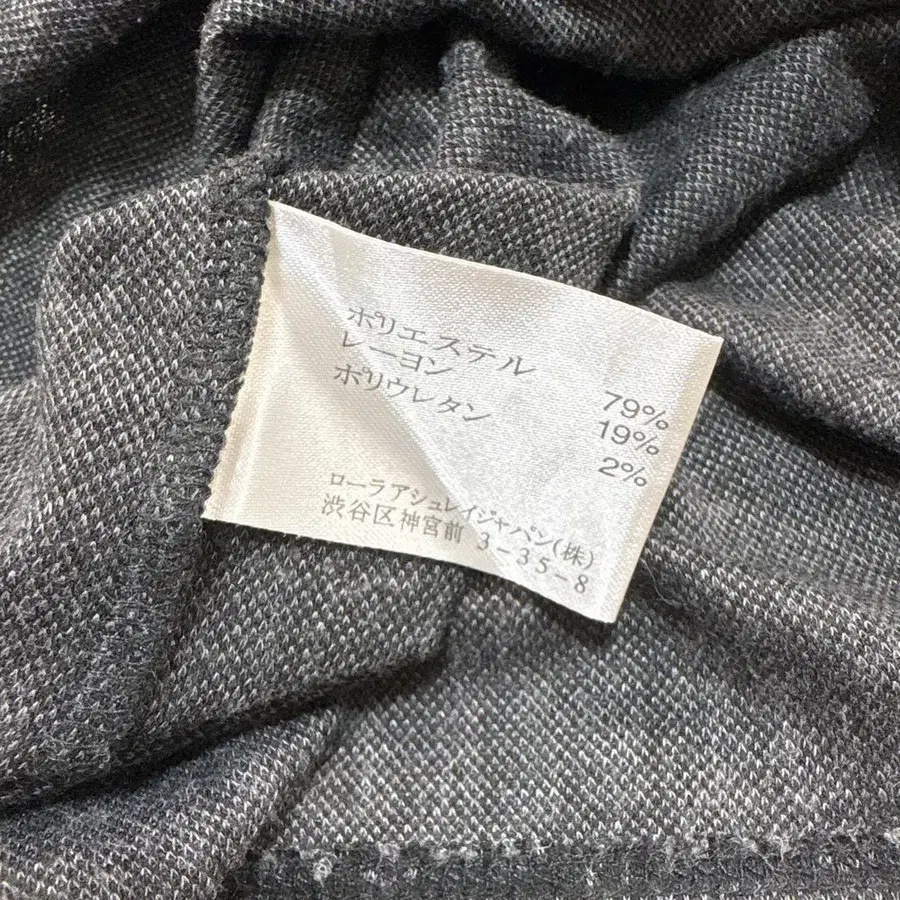 ポリエステル 79%
レーヨン 19%
ポリウレタン 2%
ローラアシュレイジャパン(株)
渋谷区神宮前 3-35-8